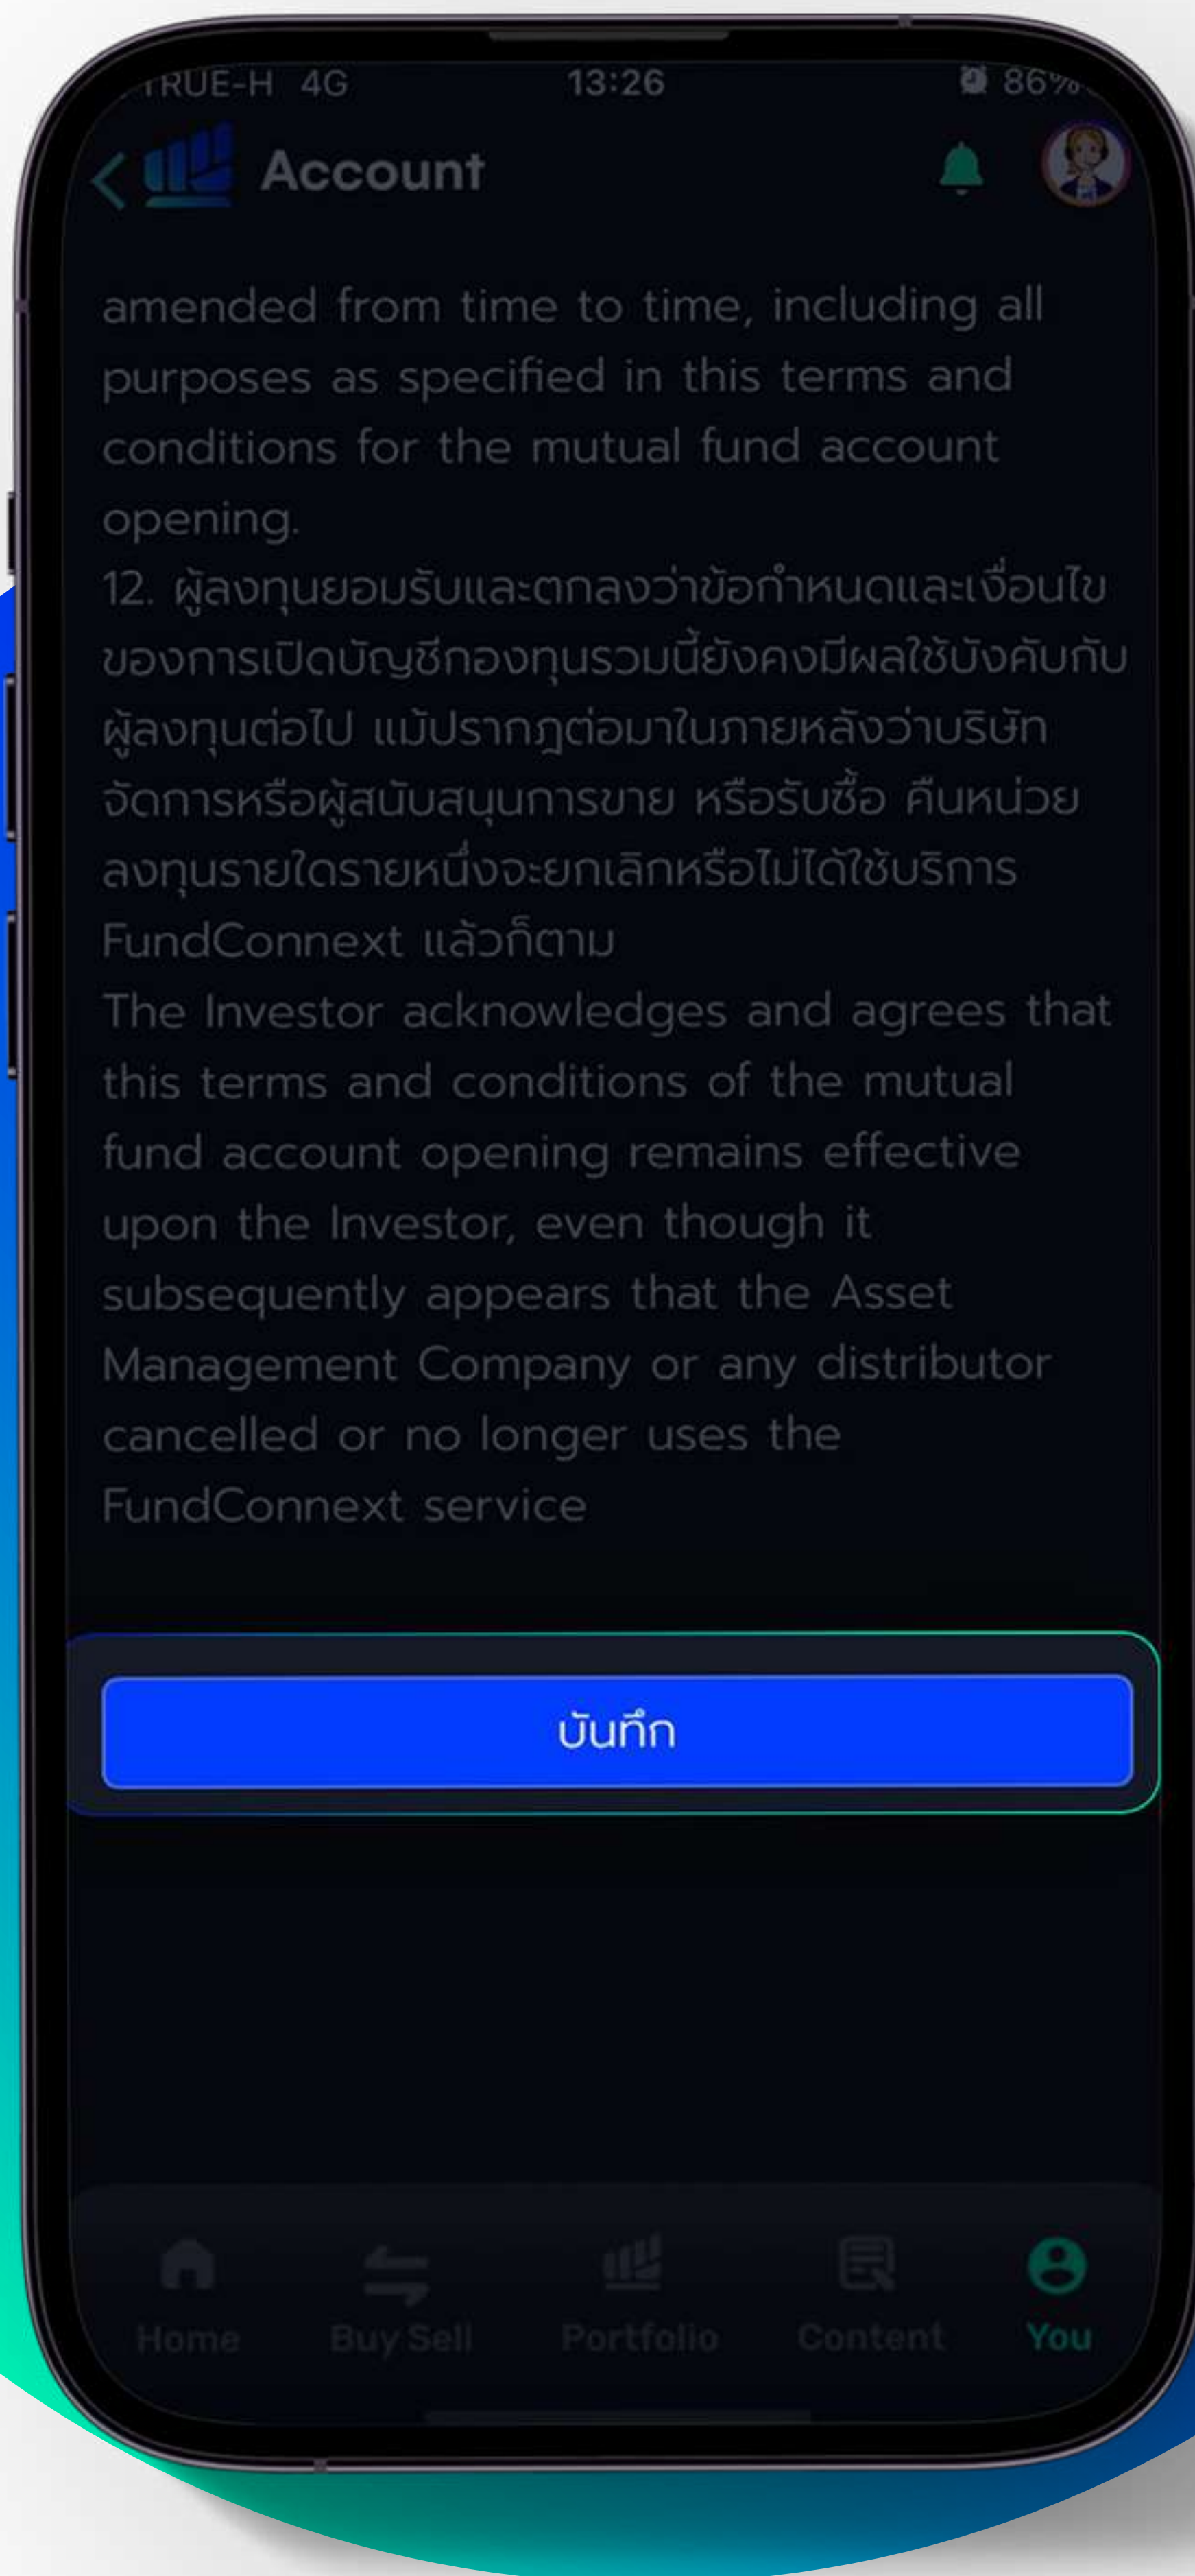 TRUE-H 4G 13:26 86%
Account
amended from time to time, including all
purposes as specified in this terms and
conditions for the mutual fund account
opening.
12. ผู้ลงทุนยอมรับและตกลงว่าข้อกำหนดและเงื่อนไข
ของการเปิดบัญชีกองทุนรวมนี้ยังคงมีผลใช้บังคับกับ
ผู้ลงทุนต่อไป แม้ปรากฎต่อมาในภายหลังว่าบริษัท
จัดการหรือผู้สนับสนุนการขาย หรือรับซื้อ คืนหน่วย
ลงทุนรายใดรายหนึ่งจะยกเลิกหรือไม่ได้ใช้บริการ
FundConnext แล้วก็ตาม
The Investor acknowledges and agrees that
this terms and conditions of the mutual
fund account opening remains effective
upon the Investor, even though it
subsequently appears that the Asset
Management Company or any distributor
cancelled or no longer uses the
FundConnext service
บันทึก
Home Buy Sell Portfolio Content You